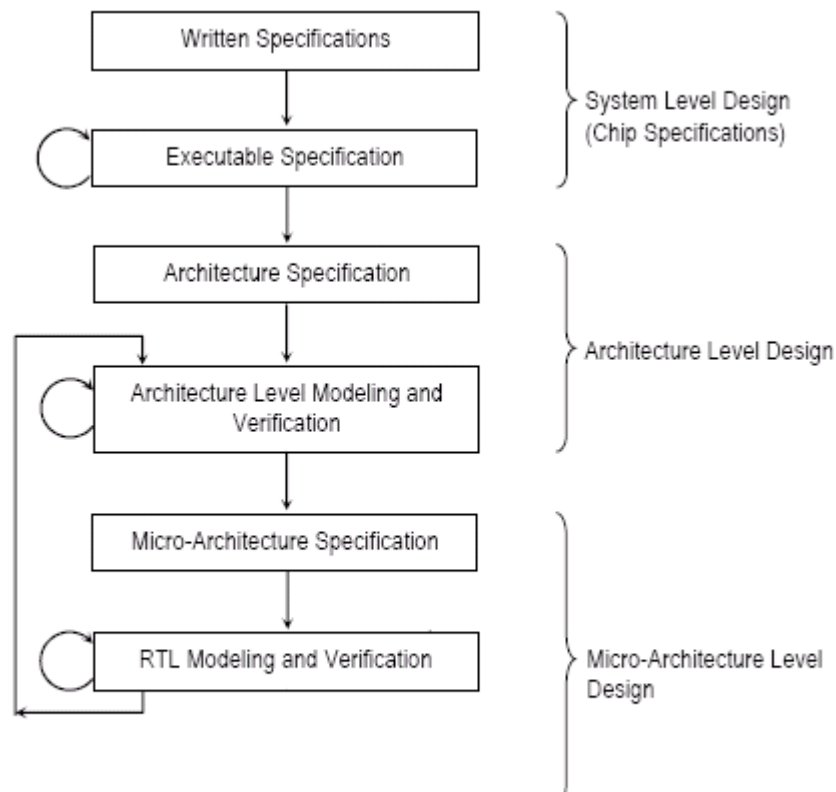 Written Specifications
Executable Specification
System Level Design
(Chip Specifications)
Architecture Specification
Architecture Level Modeling and
Verification
Architecture Level Design
Micro-Architecture Specification
RTL Modeling and Verification
Micro-Architecture Level
Design